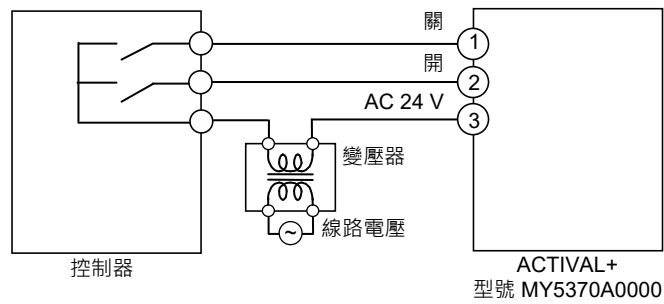 關
1
開
2
AC 24 V
3
變壓器
~
線路電壓
控制器
ACTIVAL+
型號 MY5370A0000